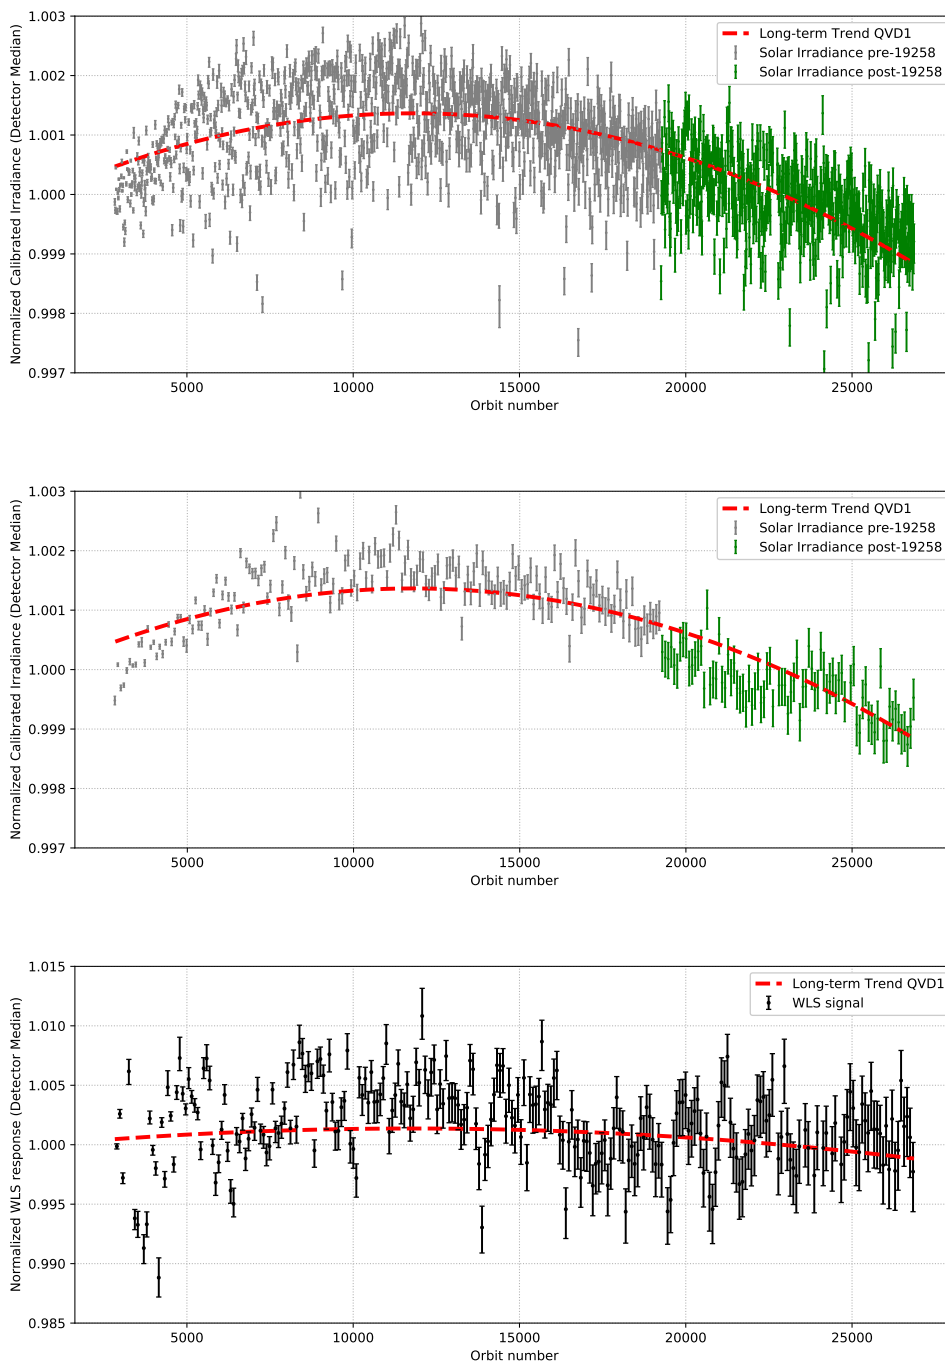 1.003
1.002
1.001
1.000
0.999
0.998
0.997
Normalized Calibrated Irradiance (Detector Median)
Long-term Trend QVD1
Solar Irradiance pre-19258
Solar Irradiance post-19258
5000 10000 15000 20000 25000
Orbit number
1.003
1.002
1.001
1.000
0.999
0.998
0.997
Normalized Calibrated Irradiance (Detector Median)
Long-term Trend QVD1
Solar Irradiance pre-19258
Solar Irradiance post-19258
5000 10000 15000 20000 25000
Orbit number
1.015
1.010
1.005
1.000
0.995
0.990
0.985
Normalized WLS response (Detector Median)
Long-term Trend QVD1
WLS signal
5000 10000 15000 20000 25000
Orbit number